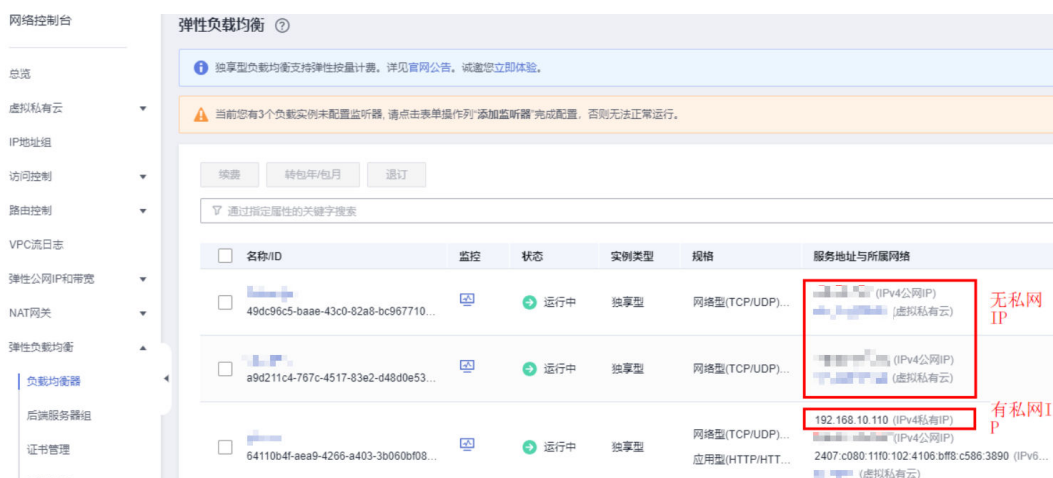 网络控制台
弹性负载均衡
总览
独享型负载均衡支持弹性按量计费。详见官网公告。诚邀您立即体验。
虚拟私有云
当前您有3个负载实例未配置监听器, 请点击表单操作列“添加监听器”完成配置，否则无法正常运行。
IP地址组
访问控制
续费 转包年/包月 退订
路由控制
通过指定属性的关键字搜索
VPC流日志
名称/ID 监控 状态 实例类型 规格 服务地址与所属网络
弹性公网IP和带宽
(IPv4公网IP)
49dc96c5-baae-43c0-82a8-bc967710... 运行中 独享型 网络型(TCP/UDP)...
(虚拟私有云)
无私网
IP
NAT网关
弹性负载均衡
(IPv4公网IP)
a9d211c4-767c-4517-83e2-d48d0e53... 运行中 独享型 网络型(TCP/UDP)...
(虚拟私有云)
负载均衡器
后端服务器组
192.168.10.110 (IPv4私有IP)
有私网I
P
网络型(TCP/UDP)...
(IPv4公网IP)
证书管理
64110b4f-aea9-4266-a403-3b060bf08... 运行中 独享型 应用型(HTTP/HTT...
2407:c080:11f0:102:4106:bff8:c586:3890 (IPv6...
(虚拟私有云)